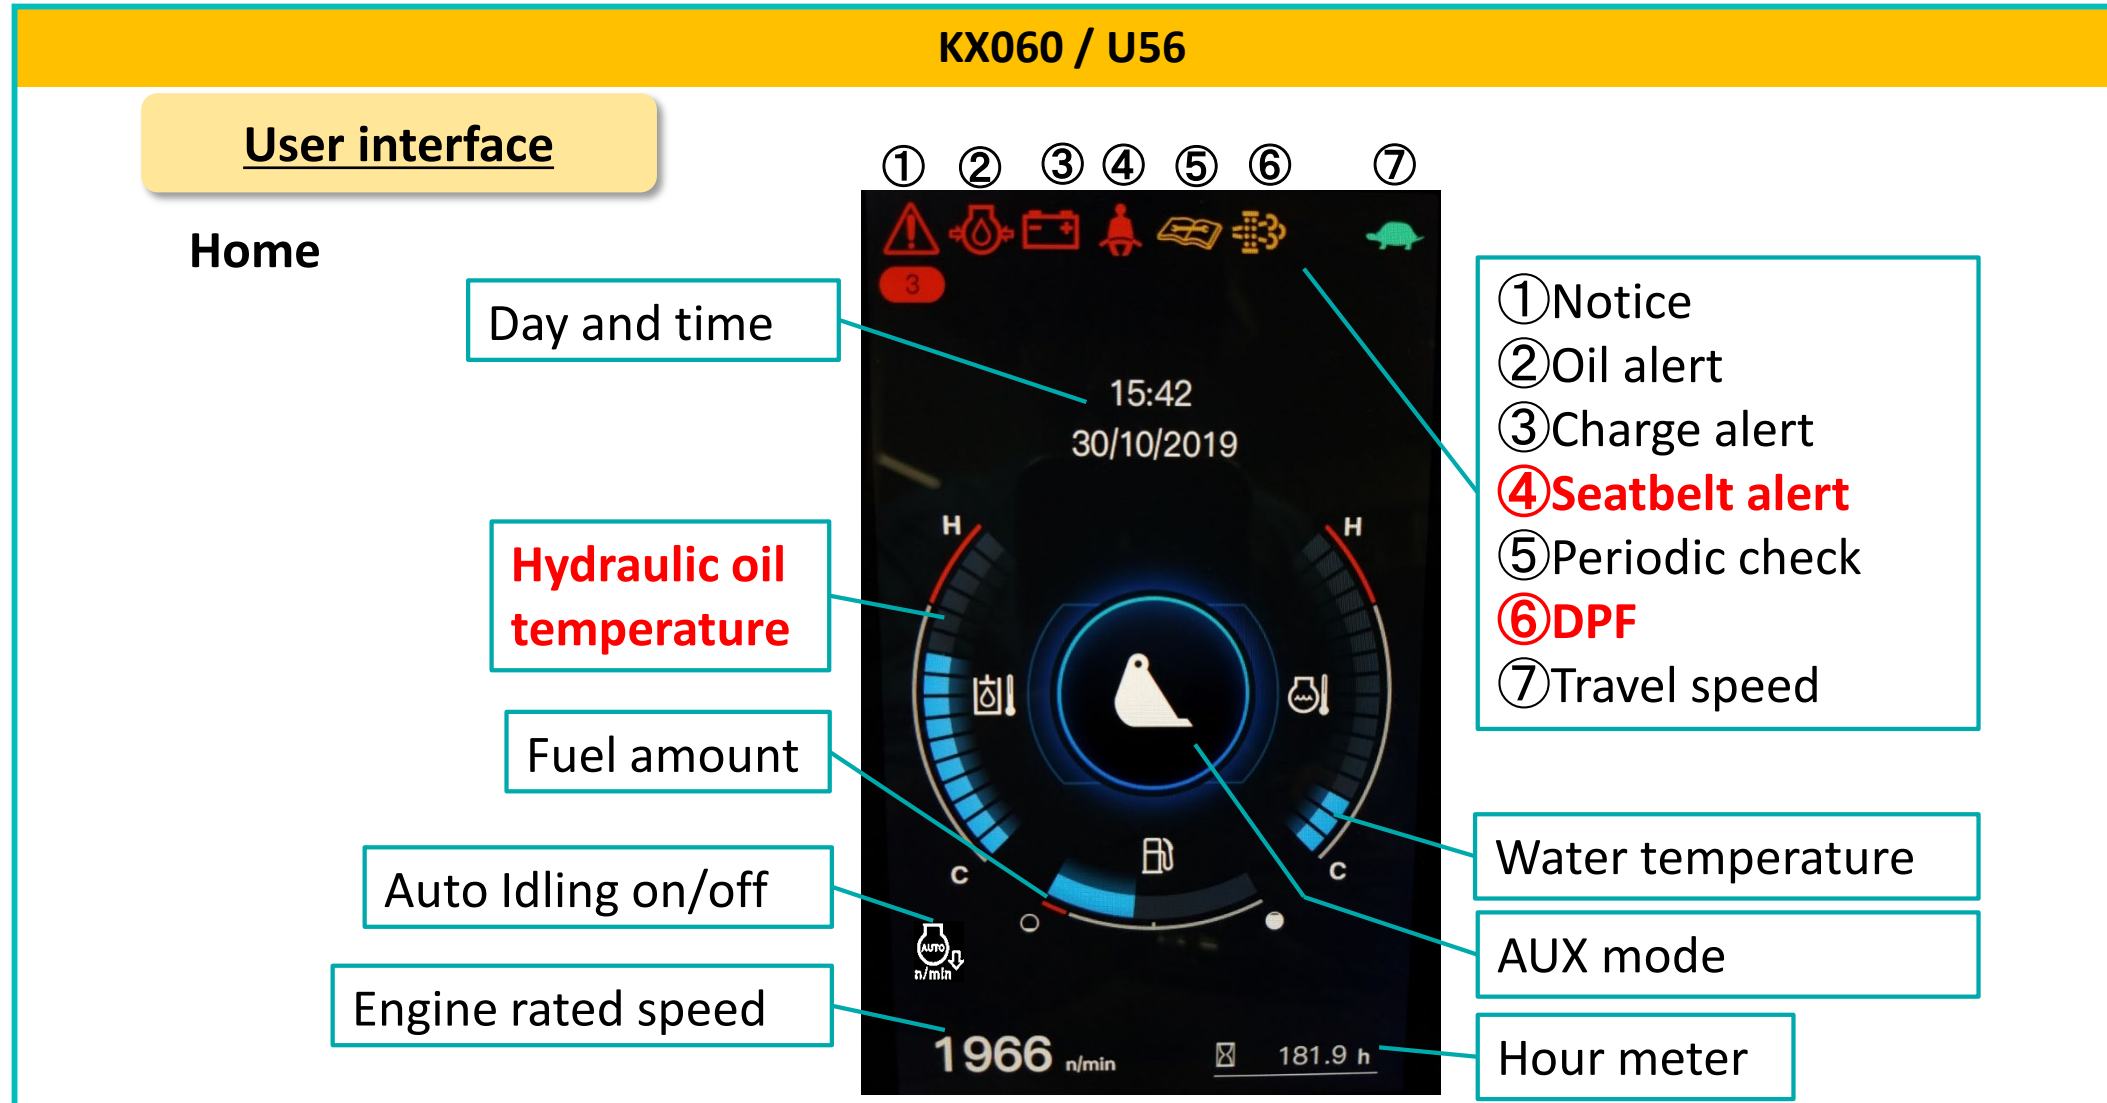 KX060 / U56
User interface
Home
① ② ③ ④ ⑤ ⑥ ⑦
3
Day and time
15:42
30/10/2019
①Notice
②Oil alert
③Charge alert
④Seatbelt alert
⑤Periodic check
⑥DPF
⑦Travel speed
H
H
Hydraulic oil
temperature
Fuel amount
Water temperature
C
C
Auto Idling on/off
AUTO
n/min
AUX mode
Engine rated speed
1966 n/min
181.9 h
Hour meter